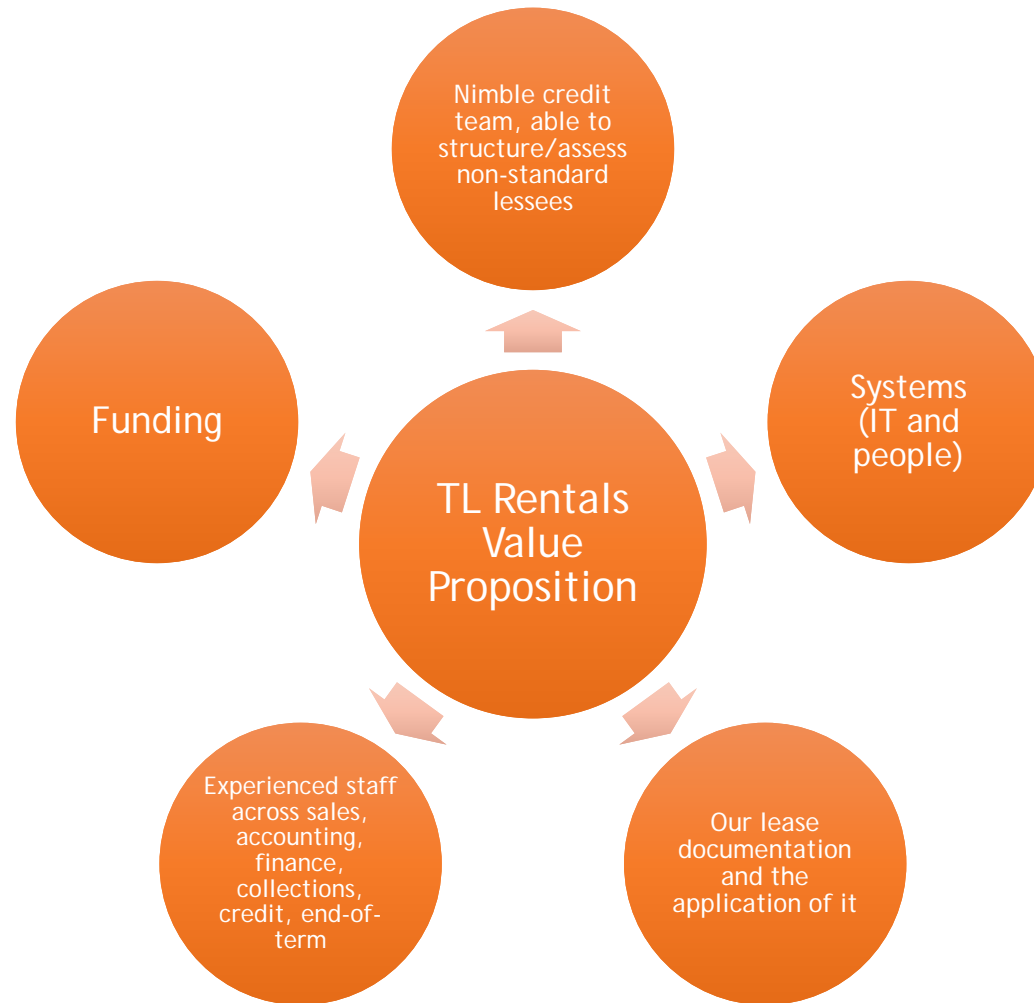 Nimble credit
team, able to
structure/assess
non-standard
lessees
Funding
Systems
(IT and
people)
TL Rentals
Value
Proposition
Experienced staff
across sales,
accounting,
finance,
collections,
credit, end-of-
term
Our lease
documentation
and the
application of it